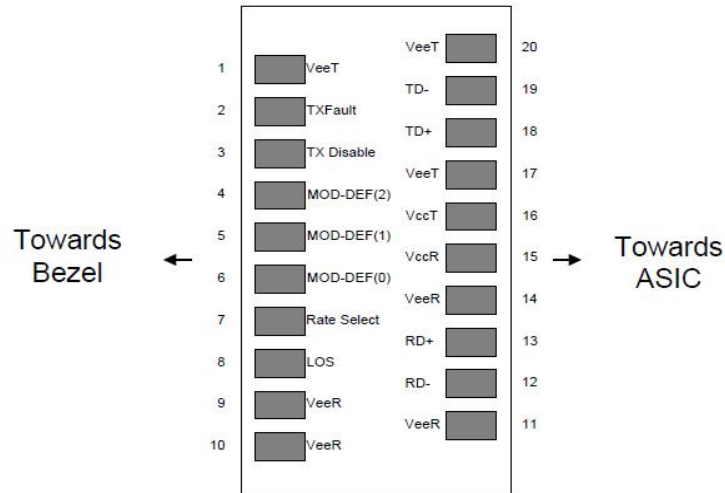 VeeT 20
1 VeeT
TD- 19
2 TXFault
TD+ 18
3 TX Disable
VeeT 17
4 MOD-DEF(2)
VccT 16
5 MOD-DEF(1)
Towards
Bezel
VccR 15
Towards
ASIC
6 MOD-DEF(0)
VeeR 14
7 Rate Select
RD+ 13
8 LOS
RD- 12
9 VeeR
VeeR 11
10 VeeR